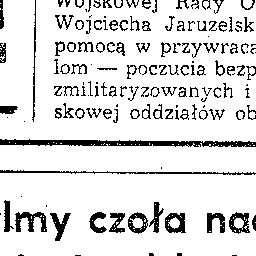 Wojskowej Rady O
Wojciecha Jaruzelsk
pomocą w przywraca
lom — poczucia bezp
zmilitaryzowanych i
skowej oddziałów ob
lmy czoła na